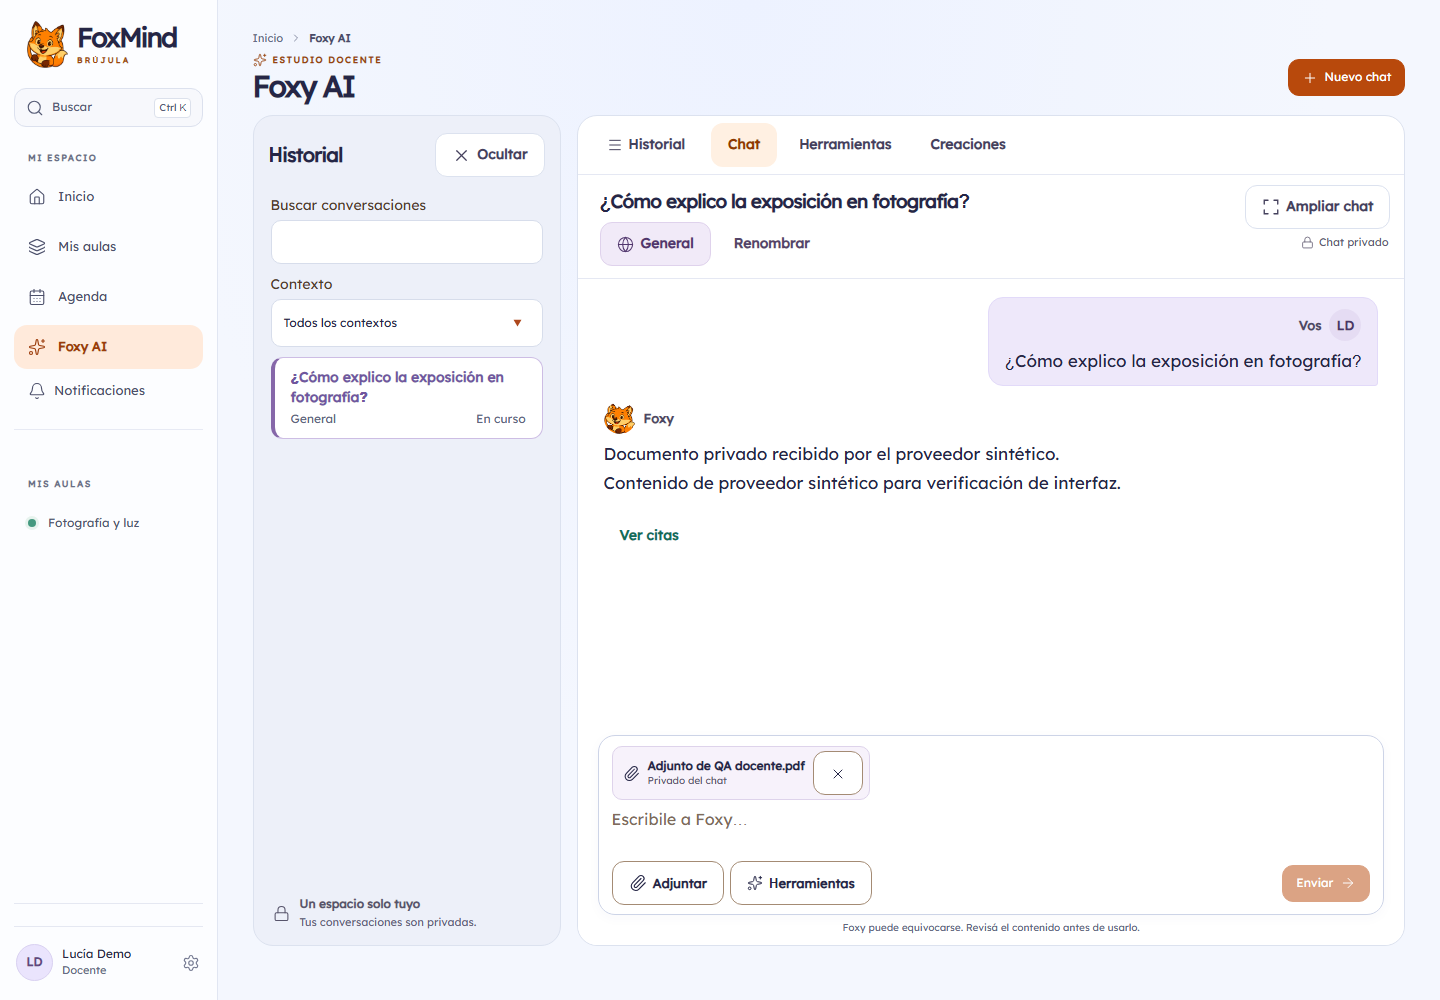 FoxMind
BRÚJULA
Buscar
Ctrl K
MI ESPACIO
Inicio
Mis aulas
Agenda
Foxy AI
Notificaciones
MIS AULAS
Fotografía y luz
LD
Lucía Demo
Docente
Inicio > Foxy AI
ESTUDIO DOCENTE
Foxy AI
Nuevo chat
Historial
Ocultar
Buscar conversaciones
Contexto
Todos los contextos
¿Cómo explico la exposición en
fotografía?
General
En curso
Un espacio solo tuyo
Tus conversaciones son privadas.
Historial
Chat
Herramientas
Creaciones
¿Cómo explico la exposición en fotografía?
Ampliar chat
General
Renombrar
Chat privado
Vos
LD
¿Cómo explico la exposición en fotografía?
Foxy
Documento privado recibido por el proveedor sintético.
Contenido de proveedor sintético para verificación de interfaz.
Ver citas
Adjunto de QA docente.pdf
Privado del chat
Escribile a Foxy...
Adjuntar
Herramientas
Enviar
Foxy puede equivocarse. Revisá el contenido antes de usarlo.